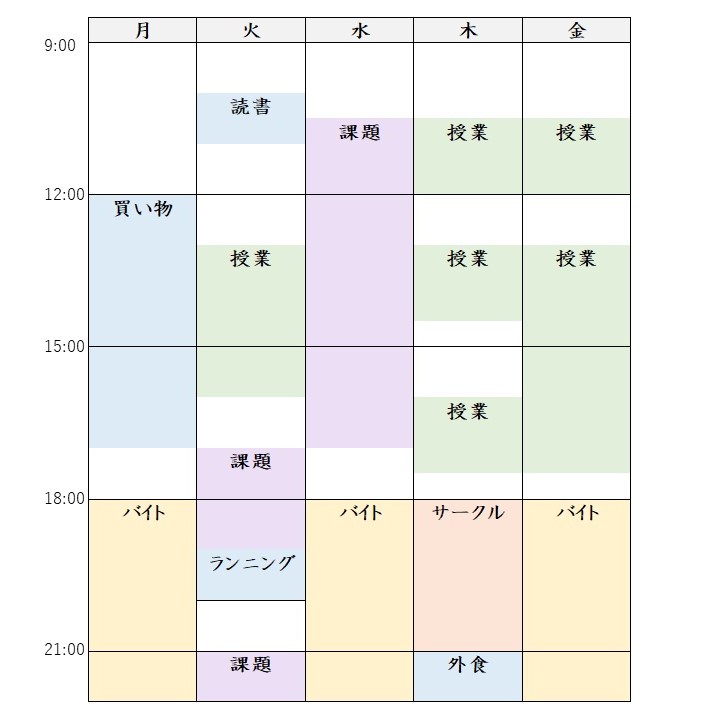 月 火 水 木 金
9:00
読書
課題 授業 授業
12:00
買い物
授業 授業 授業
15:00
授業
課題
18:00
バイト バイト サークル バイト
ランニング
21:00
課題 外食